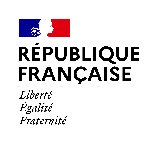 RÉPUBLIQUE
FRANÇAISE
Liberté
Égalité
Fraternité